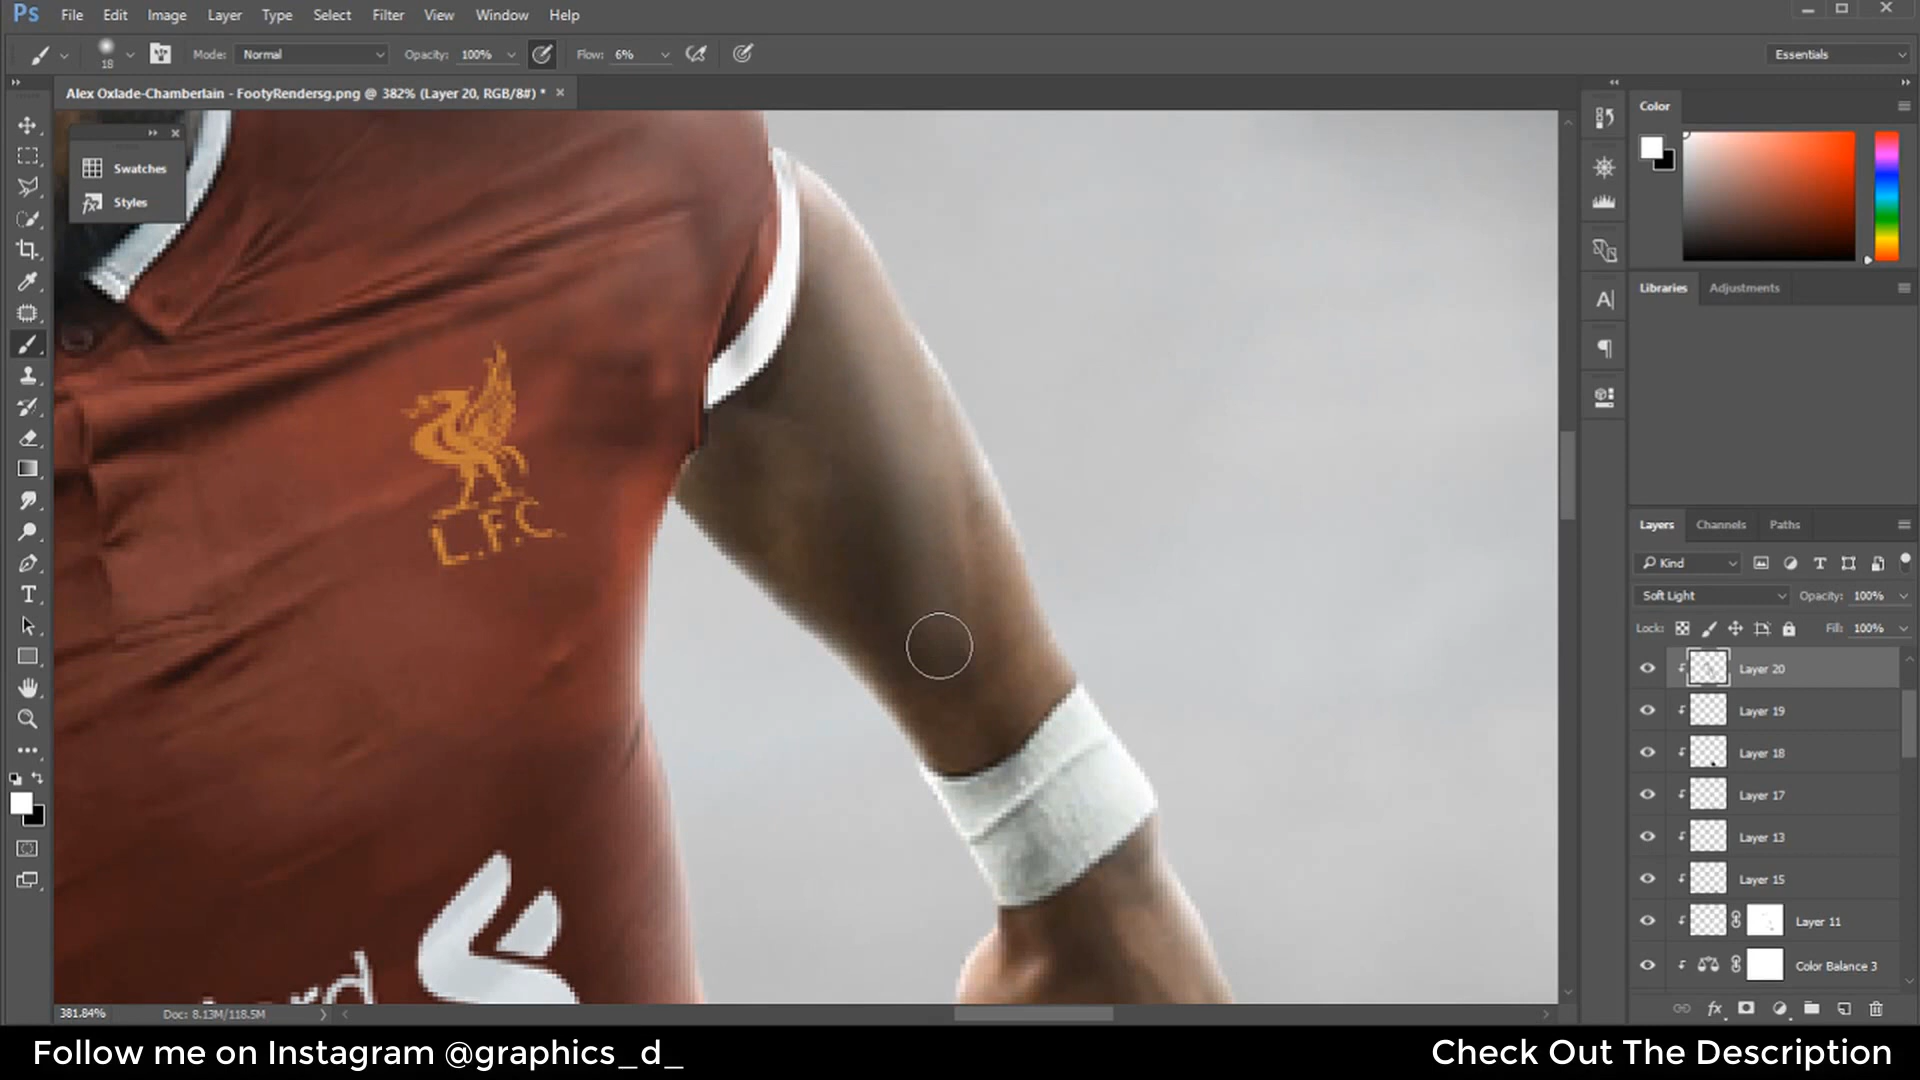 Ps File Edit Image Layer Type Select Filter View Window Help
18 Mode: Normal Opacity: 100% Flow: 6% Essentials
Alex Oxlade-Chamberlain - FootyRendersg.png @ 382% (Layer 20, RGB/8#) *
Color
Swatches
Styles
Libraries Adjustments
L.F.C
Layers Channels Paths
Kind
Soft Light Opacity: 100%
Lock: Fill: 100%
Layer 20
Layer 19
Layer 18
Layer 17
Layer 13
Layer 15
Layer 11
Color Balance 3
381.84% Doc: 8.13M/118.5M
Follow me on Instagram @graphics_d_
Check Out The Description